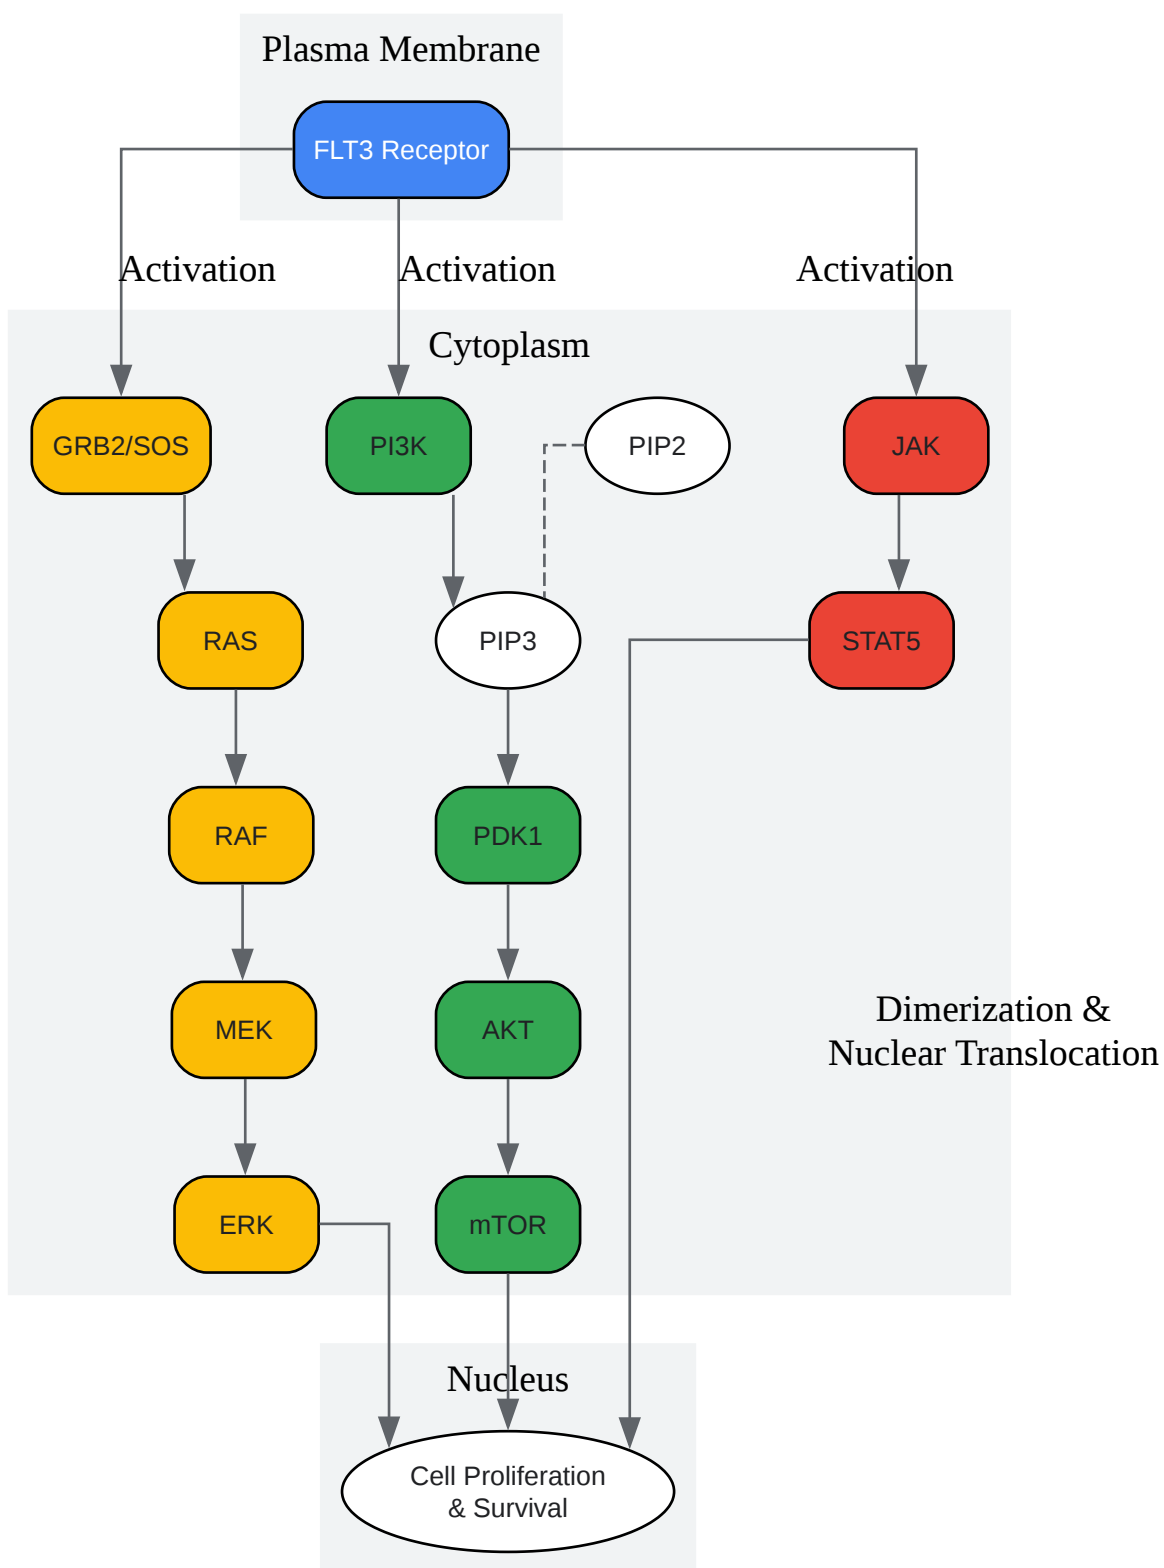 Plasma Membrane
FLT3 Receptor
Activation
Activation
Activation
Cytoplasm
GRB2/SOS
PI3K
PIP2
JAK
RAS
PIP3
STAT5
RAF
PDK1
MEK
AKT
Dimerization &
Nuclear Translocation
ERK
mTOR
Nucleus
Cell Proliferation
& Survival